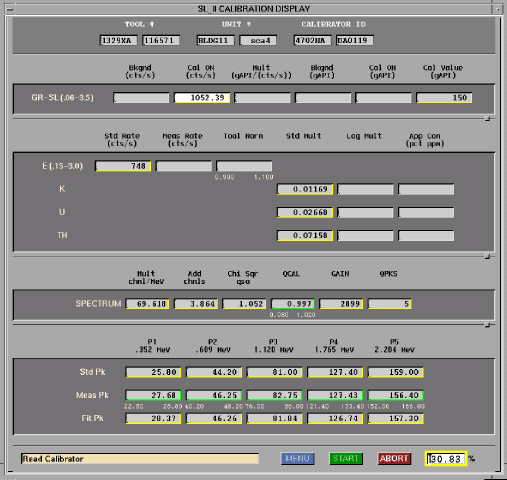 SL_II CALIBRATION DISPLAY
TOOL # UNIT # CALIBRATOR ID
1329XA 116571 BLDG11 sca4 4702NA DA0119
Bkgnd Cal ON Mult Bkgnd Cal ON Cal Value
(cts/s) (cts/s) (gAPI/(cts/s)) (gAPI) (gAPI) (gAPI)
GR-SL (.06-3.5) 1052.39 150
Std Rate Meas Rate Tool Norm Std Mult Log Mult App Con
(cts/s) (cts/s) (pct ppm)
E (.15-3.0) 748
0.900 1.100
K 0.01169
U 0.02660
TH 0.07158
Mult Add Chi Sqr QCAL GAIN QPKS
chnl/MeV chnls qso
SPECTRUM 69.618 3.864 1.052 0.997 2899 5
0.980 1.020
P1 P2 P3 P4 P5
.352 MeV .609 MeV 1.120 MeV 1.765 MeV 2.204 MeV
Std Pk 25.80 44.20 81.00 127.40 159.00
Meas Pk 27.68 46.25 82.75 127.43 156.40
22.80 28.80 40.20 48.20 76.00 86.00 121.40 133.40 152.00 166.00
Fit Pk 28.37 46.26 81.84 126.74 157.30
Read Calibrator MENU START ABORT 30.83 %